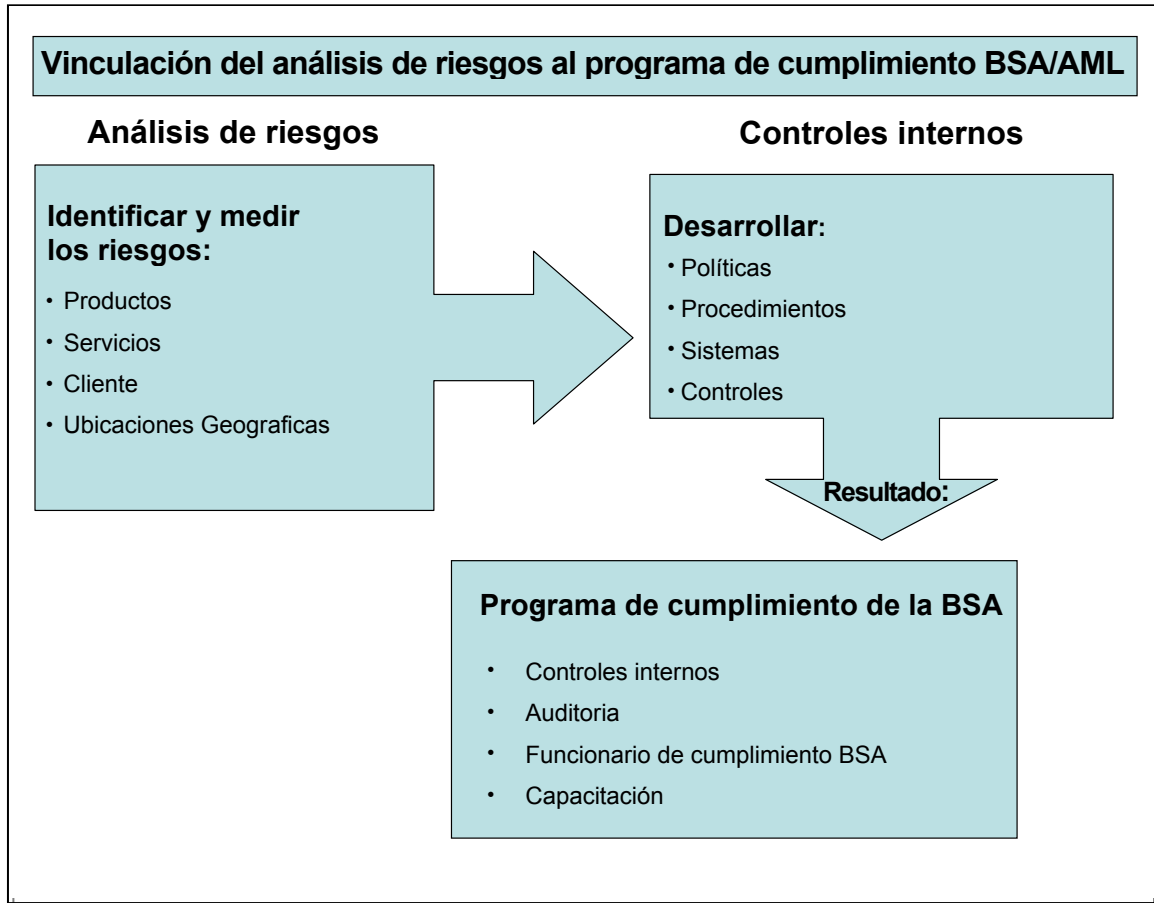 Vinculación del análisis de riesgos al programa de cumplimiento BSA/AML
Análisis de riesgos
Identificar y medir
los riesgos:
• Productos
• Servicios
• Cliente
• Ubicaciones Geograficas
Controles internos
Desarrollar:
• Políticas
• Procedimientos
• Sistemas
• Controles
Resultado:
Programa de cumplimiento de la BSA
• Controles internos
• Auditoria
• Funcionario de cumplimiento BSA
• Capacitación